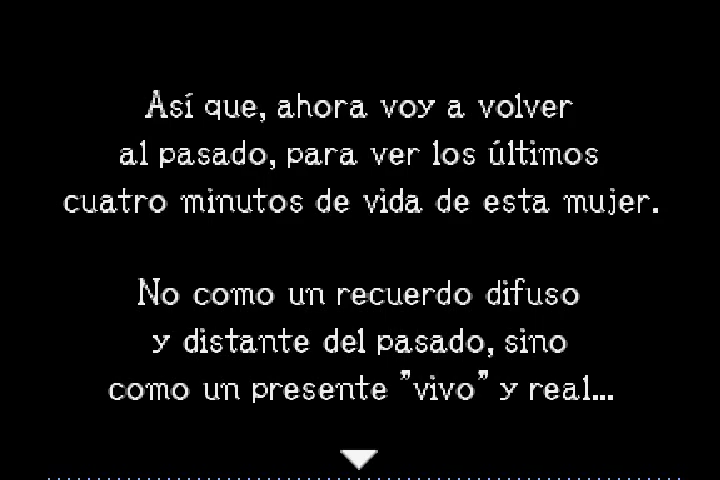 Así que, ahora voy a volver
al pasado, para ver los últimos
cuatro minutos de vida de esta mujer.
No como un recuerdo difuso
y distante del pasado, sino
como un presente "vivo" y real...